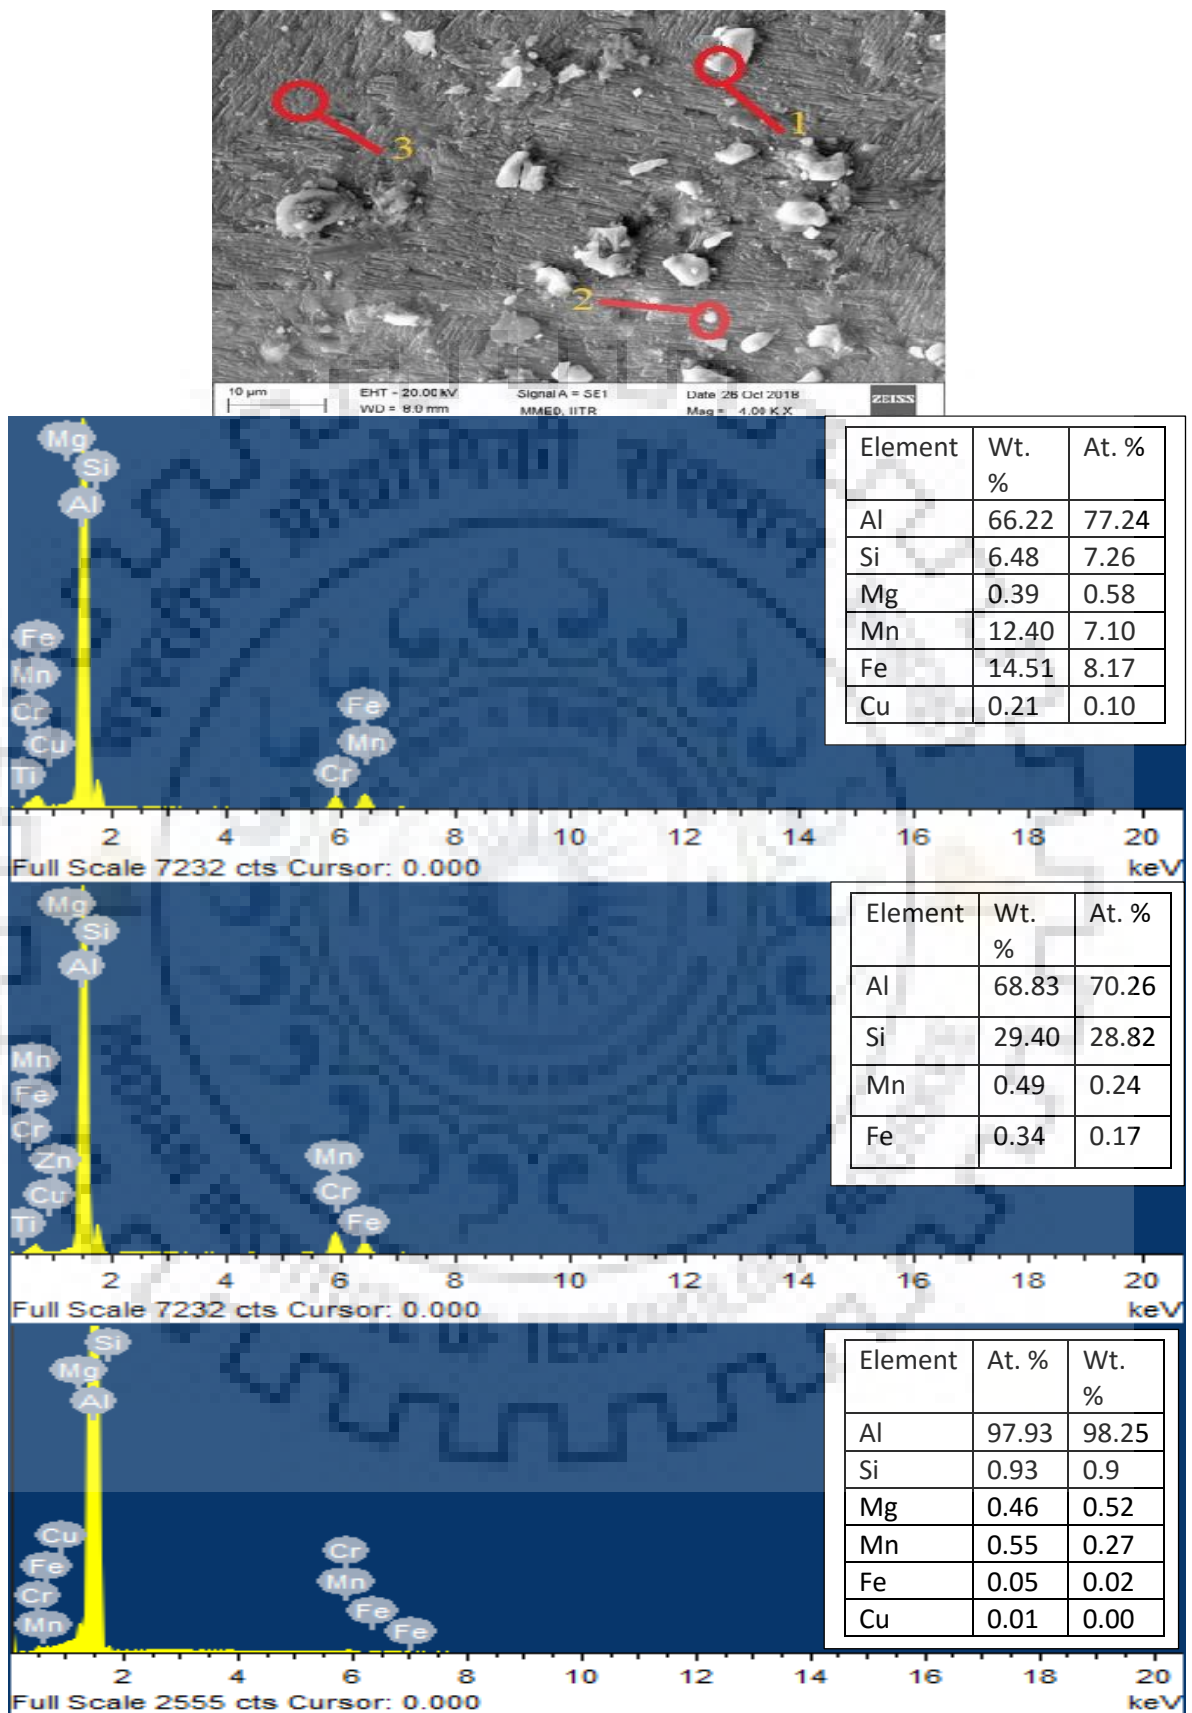 1
3
2
10 µm
EHT = 20.00 kV
Signal A = SE1
Date :26 Oct 2018
ZEISS
WD = 8.0 mm
MMED, IITR
Mag = 4.00 K X
Mg
Si
Al
Fe
Mn
Cr
Cu
Ti
Fe
Mn
Cr
2 4 6 8 10 12 14 16 18 20
Full Scale 7232 cts Cursor: 0.000 keV
Element Wt. % At. %
Al 66.22 77.24
Si 6.48 7.26
Mg 0.39 0.58
Mn 12.40 7.10
Fe 14.51 8.17
Cu 0.21 0.10
Mg
Si
Al
Mn
Fe
Cr
Zn
Cu
Ti
Mn
Cr
Fe
2 4 6 8 10 12 14 16 18 20
Full Scale 7232 cts Cursor: 0.000 keV
Element Wt. % At. %
Al 68.83 70.26
Si 29.40 28.82
Mn 0.49 0.24
Fe 0.34 0.17
Si
Mg
Al
Cu
Fe
Cr
Mn
Cr
Mn
Fe
Fe
2 4 6 8 10 12 14 16 18 20
Full Scale 2555 cts Cursor: 0.000 keV
Element At. % Wt. %
Al 97.93 98.25
Si 0.93 0.9
Mg 0.46 0.52
Mn 0.55 0.27
Fe 0.05 0.02
Cu 0.01 0.00